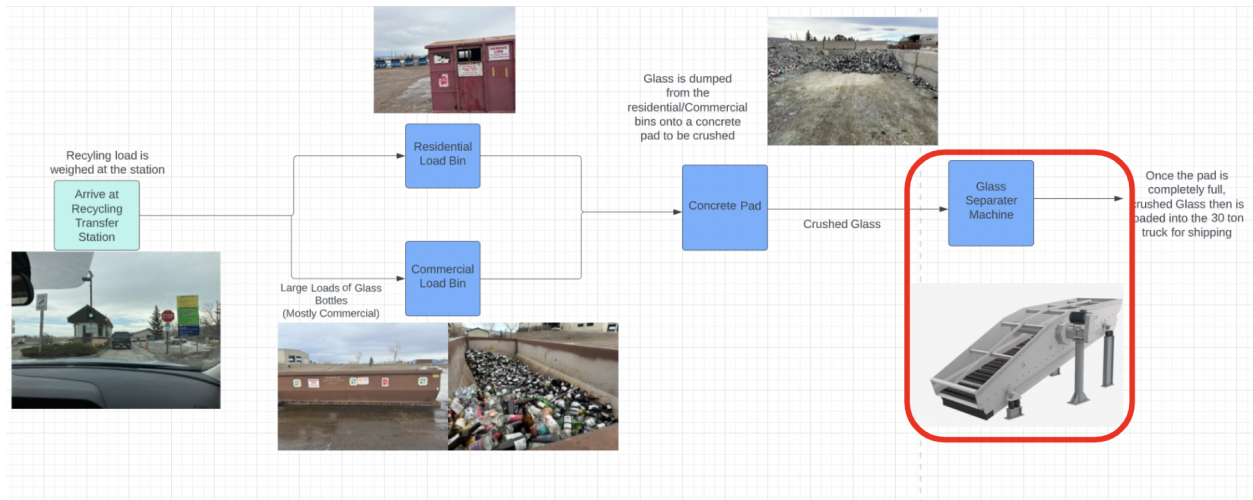 Recyling load is
weighed at the station
Arrive at
Recycling
Transfer
Station
STOP
Residential
Load Bin
Commercial
Load Bin
Large Loads of Glass
Bottles
(Mostly Commercial)
Glass is dumped
from the
residential/Commercial
bins onto a concrete
pad to be crushed
Concrete Pad
Crushed Glass
Glass
Separater
Machine
Once the pad is
completely full,
crushed Glass then is
loaded into the 30 ton
truck for shipping